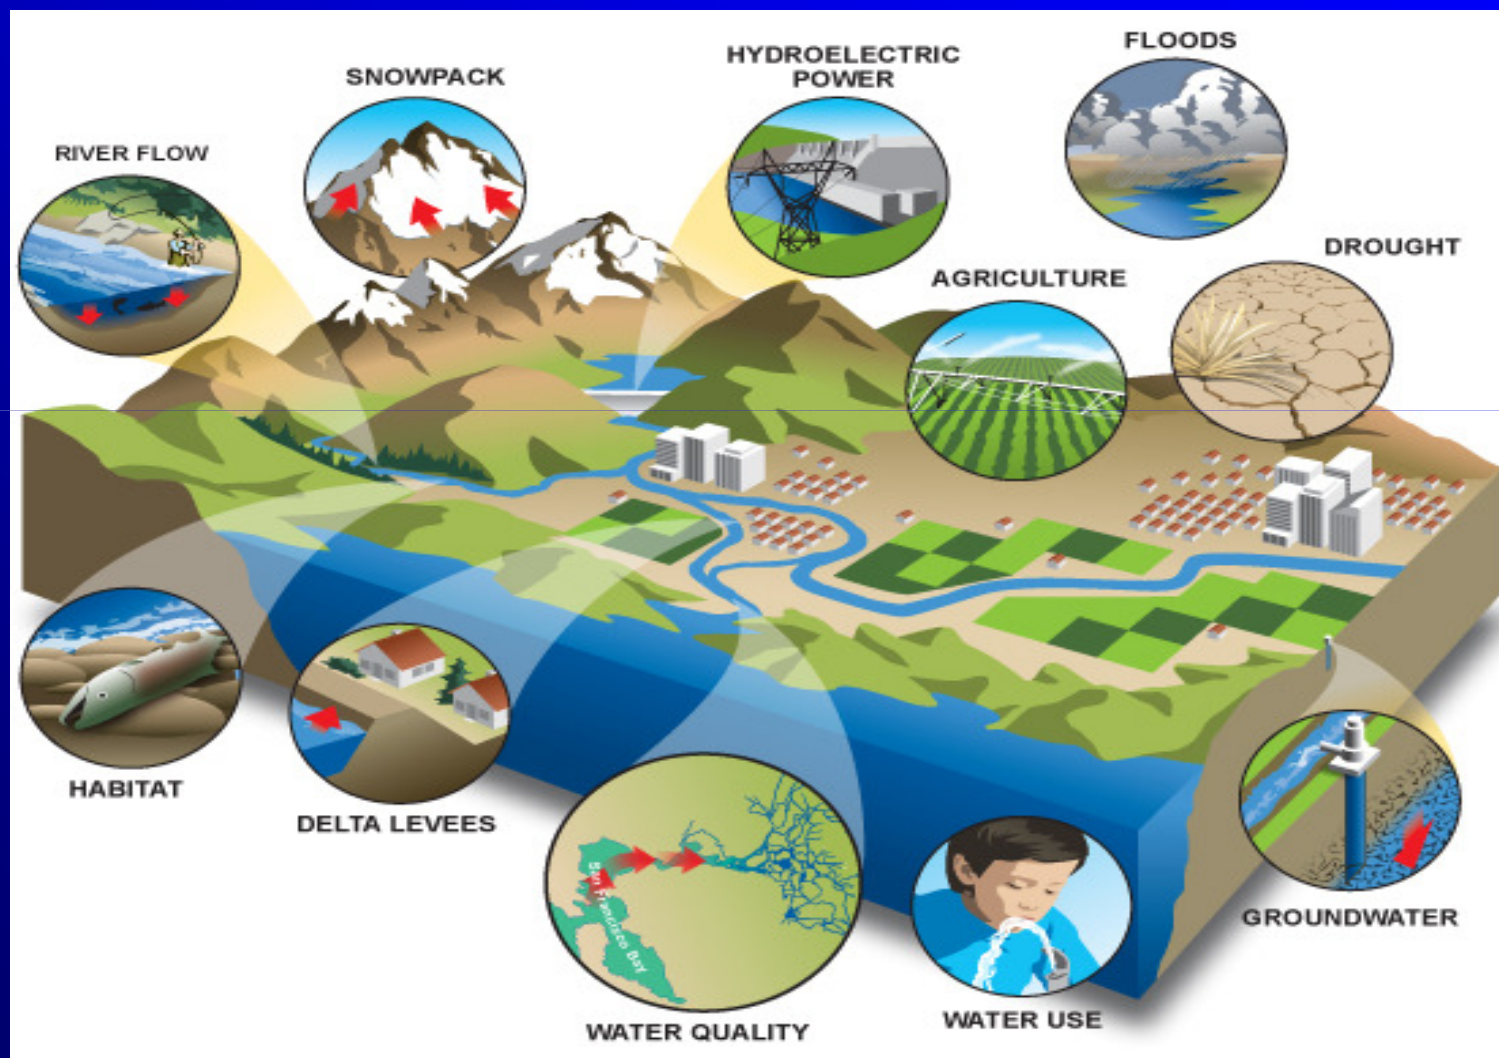 FLOODS
HYDROELECTRIC
POWER
SNOWPACK
RIVER FLOW
DROUGHT
AGRICULTURE
HABITAT
DELTA LEVEES
San Francisco Bay
GROUNDWATER
WATER USE
WATER QUALITY